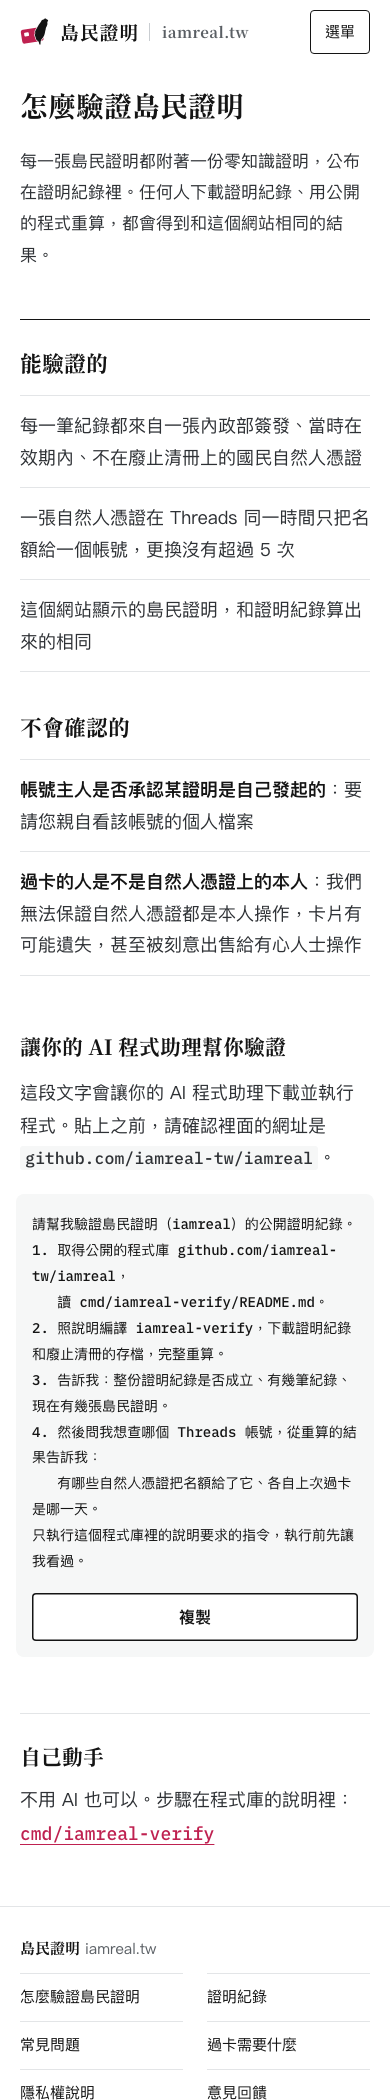 島民證明 iamreal.tw
選單
怎麼驗證島民證明
每一張島民證明都附著一份零知識證明，公布
在證明紀錄裡。任何人下載證明紀錄、用公開
的程式重算，都會得到和這個網站相同的結
果。
能驗證的
每一筆紀錄都來自一張內政部簽發、當時在
效期內、不在廢止清冊上的國民自然人憑證
一張自然人憑證在 Threads 同一時間只把名
額給一個帳號，更換沒有超過 5 次
這個網站顯示的島民證明，和證明紀錄算出
來的相同
不會確認的
帳號主人是否承認某證明是自己發起的：要
請您親自看該帳號的個人檔案
過卡的人是不是自然人憑證上的本人：我們
無法保證自然人憑證都是本人操作，卡片有
可能遺失，甚至被刻意出售給有心人士操作
讓你的 AI 程式助理幫你驗證
這段文字會讓你的 AI 程式助理下載並執行
程式。貼上之前，請確認裡面的網址是
github.com/iamreal-tw/iamreal。
請幫我驗證島民證明（iamreal）的公開證明紀錄。
1. 取得公開的程式庫 github.com/iamreal-
tw/iamreal，
讀 cmd/iamreal-verify/README.md。
2. 照說明編譯 iamreal-verify，下載證明紀錄
和廢止清冊的存檔，完整重算。
3. 告訴我：整份證明紀錄是否成立、有幾筆紀錄、
現在有幾張島民證明。
4. 然後問我想查哪個 Threads 帳號，從重算的結
果告訴我：
有哪些自然人憑證把名額給了它、各自上次過卡
是哪一天。
只執行這個程式庫裡的說明要求的指令，執行前先讓
我看過。
複製
自己動手
不用 AI 也可以。步驟在程式庫的說明裡：
cmd/iamreal-verify
島民證明 iamreal.tw
怎麼驗證島民證明
證明紀錄
常見問題
過卡需要什麼
隱私權說明
意見回饋